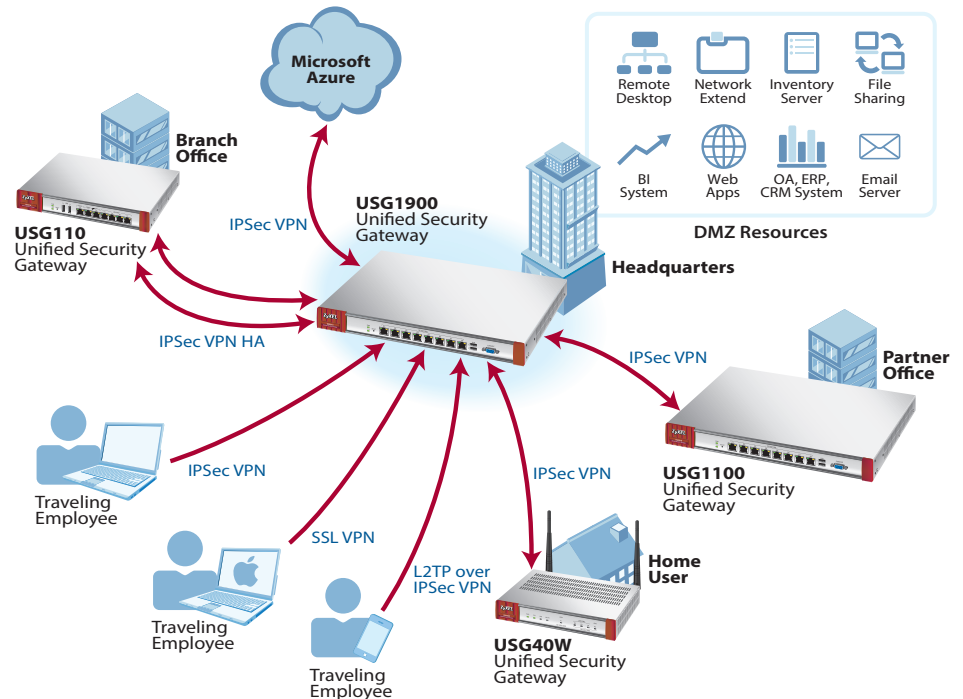 Microsoft
Azure
Remote
Desktop
Network
Extend
Inventory
Server
File
Sharing
BI
System
Web
Apps
OA, ERP,
CRM System
Email
Server
DMZ Resources
Branch
Office
USG110
Unified Security
Gateway
IPSec VPN
USG1900
Unified Security
Gateway
Headquarters
ZyXEL
IPSec VPN HA
IPSec VPN
Partner
Office
ZyXEL
USG1100
Unified Security
Gateway
IPSec VPN
Traveling
Employee
SSL VPN
Traveling
Employee
L2TP over
IPSec VPN
Traveling
Employee
IPSec VPN
Home
User
USG40W
Unified Security
Gateway